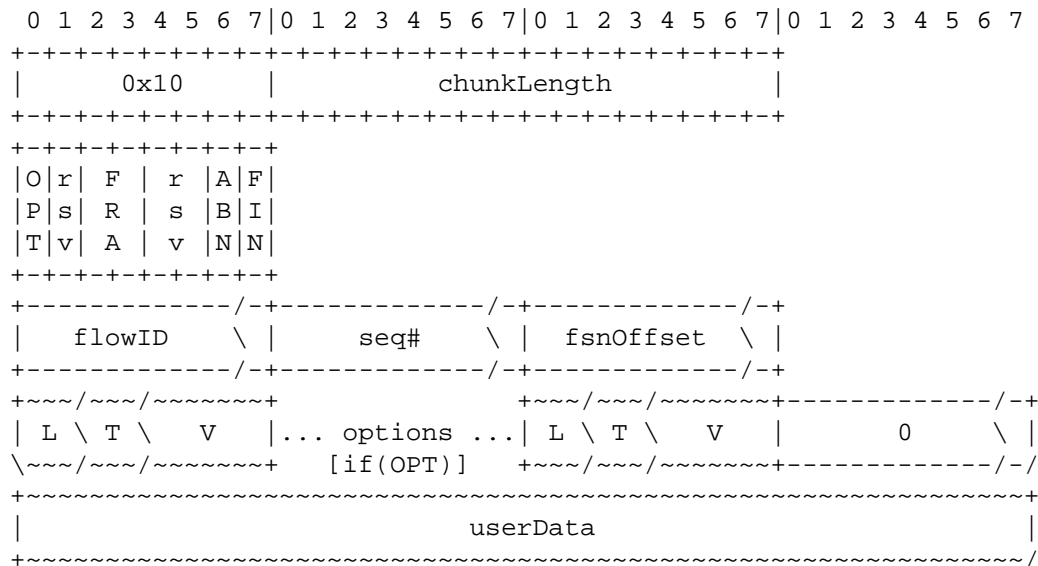 0 1 2 3 4 5 6 7|0 1 2 3 4 5 6 7|0 1 2 3 4 5 6 7|0 1 2 3 4 5 6 7
+-+-+-+-+-+-+-+-+-+-+-+-+-+-+-+-+-+-+-+-+-+-+-+-+
|      0x10     |          chunkLength          |
+-+-+-+-+-+-+-+-+-+-+-+-+-+-+-+-+-+-+-+-+-+-+-+-+
+-+-+-+-+-+-+-+-+
|O|r| F | r |A|F|
|P|s| R | s |B|I|
|T|v| A | v |N|N|
+-+-+-+-+-+-+-+-+
+-------------/-+-------------/-+-------------/-+
|   flowID    \ |     seq#    \ |  fsnOffset  \ |
+-------------/-+-------------/-+-------------/-+
+~~~/~~~/~~~~~~~+               +~~~/~~~/~~~~~~~+-------------/-+
| L \ T \   V   |... options ...| L \ T \   V   |       0     \ |
\~~~/~~~/~~~~~~~+   [if(OPT)]   +~~~/~~~/~~~~~~~+-------------/-/
+~~~~~~~~~~~~~~~~~~~~~~~~~~~~~~~~~~~~~~~~~~~~~~~~~~~~~~~~~~~~~~~+
|                            userData                           |
+~~~~~~~~~~~~~~~~~~~~~~~~~~~~~~~~~~~~~~~~~~~~~~~~~~~~~~~~~~~~~~~/